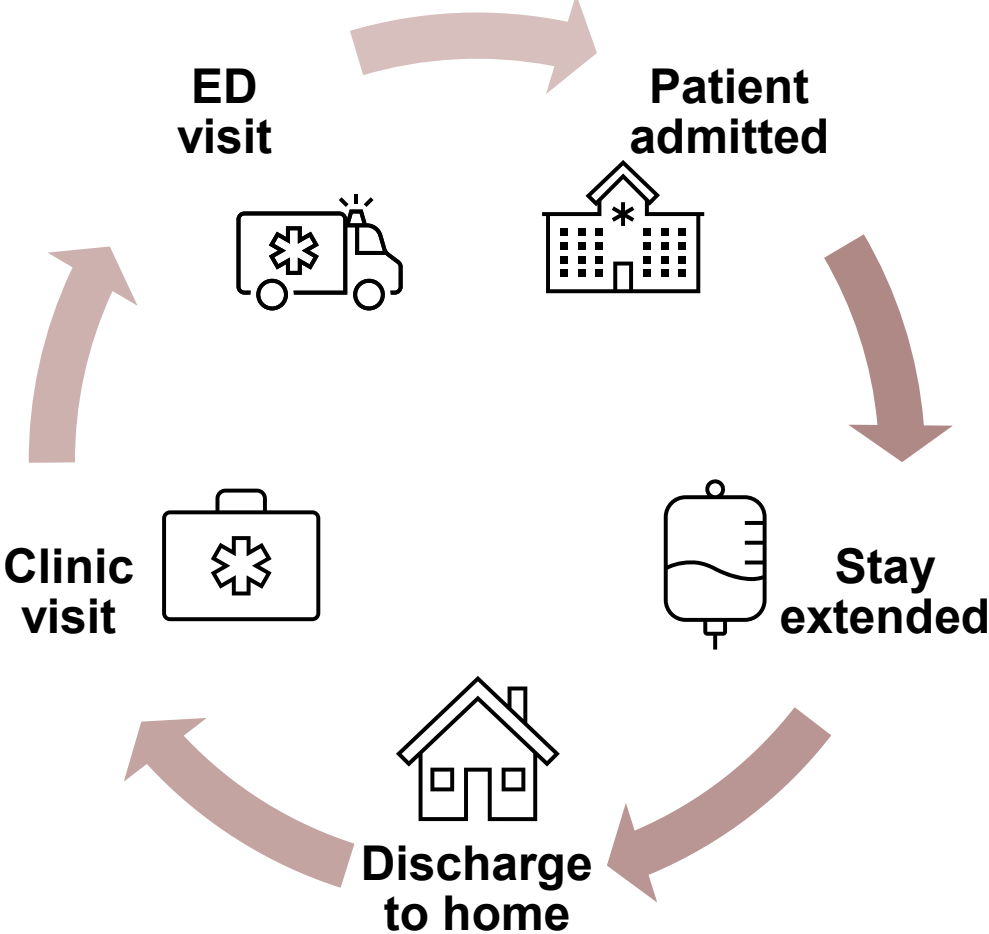 ED
visit
Patient
admitted
Stay
extended
Discharge
to home
Clinic
visit